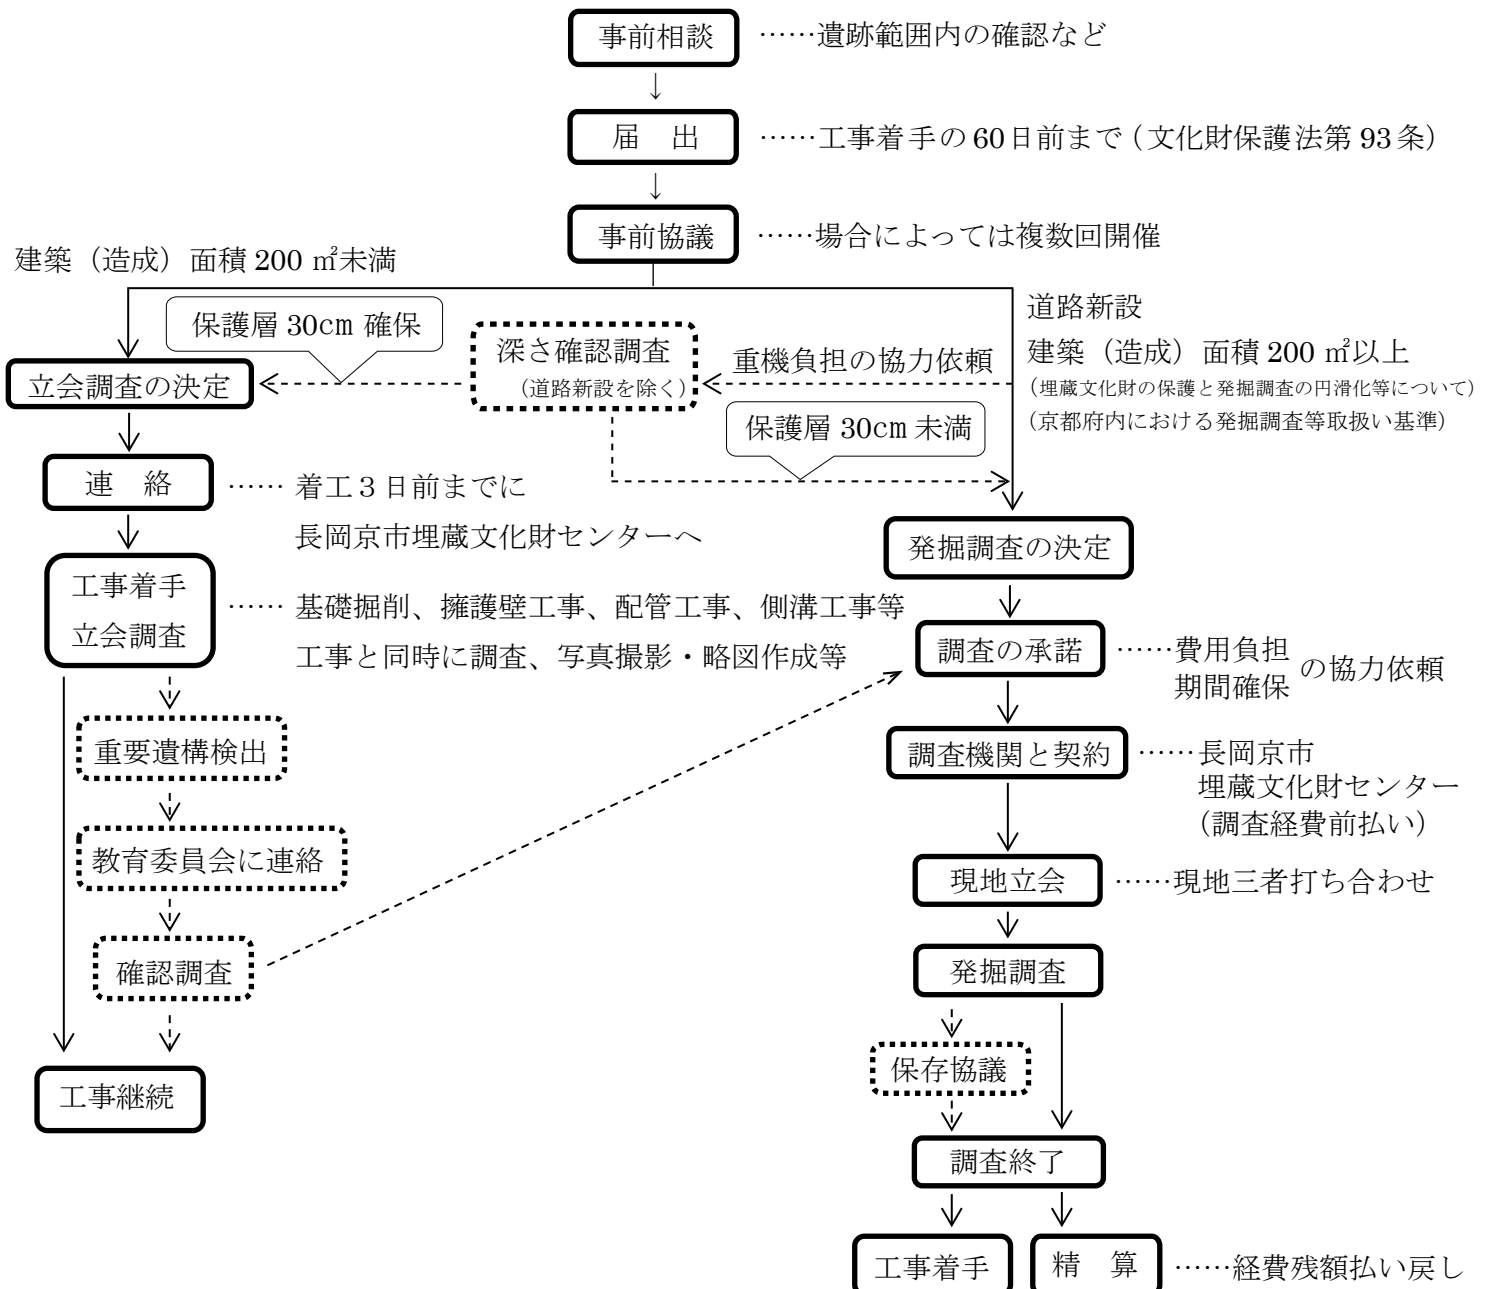 事前相談 ……遺跡範囲内の確認など
↓
届　出 ……工事着手の60日前まで（文化財保護法第93条）
↓
事前協議 ……場合によっては複数回開催
建築（造成）面積200㎡未満
保護層30cm確保
深さ確認調査
（道路新設を除く）
重機負担の協力依頼
保護層30cm未満
道路新設
建築（造成）面積200㎡以上
（埋蔵文化財の保護と発掘調査の円滑化等について）
（京都府内における発掘調査等取扱い基準）
立会調査の決定
連　絡 …… 着工３日前までに
長岡京市埋蔵文化財センターへ
工事着手
立会調査
…… 基礎掘削、擁護壁工事、配管工事、側溝工事等
工事と同時に調査、写真撮影・略図作成等
重要遺構検出
教育委員会に連絡
確認調査
工事継続
発掘調査の決定
調査の承諾 ……費用負担
期間確保
の協力依頼
調査機関と契約 ……長岡京市
埋蔵文化財センター
（調査経費前払い）
現地立会 ……現地三者打ち合わせ
発掘調査
保存協議
調査終了
工事着手
精　算 ……経費残額払い戻し